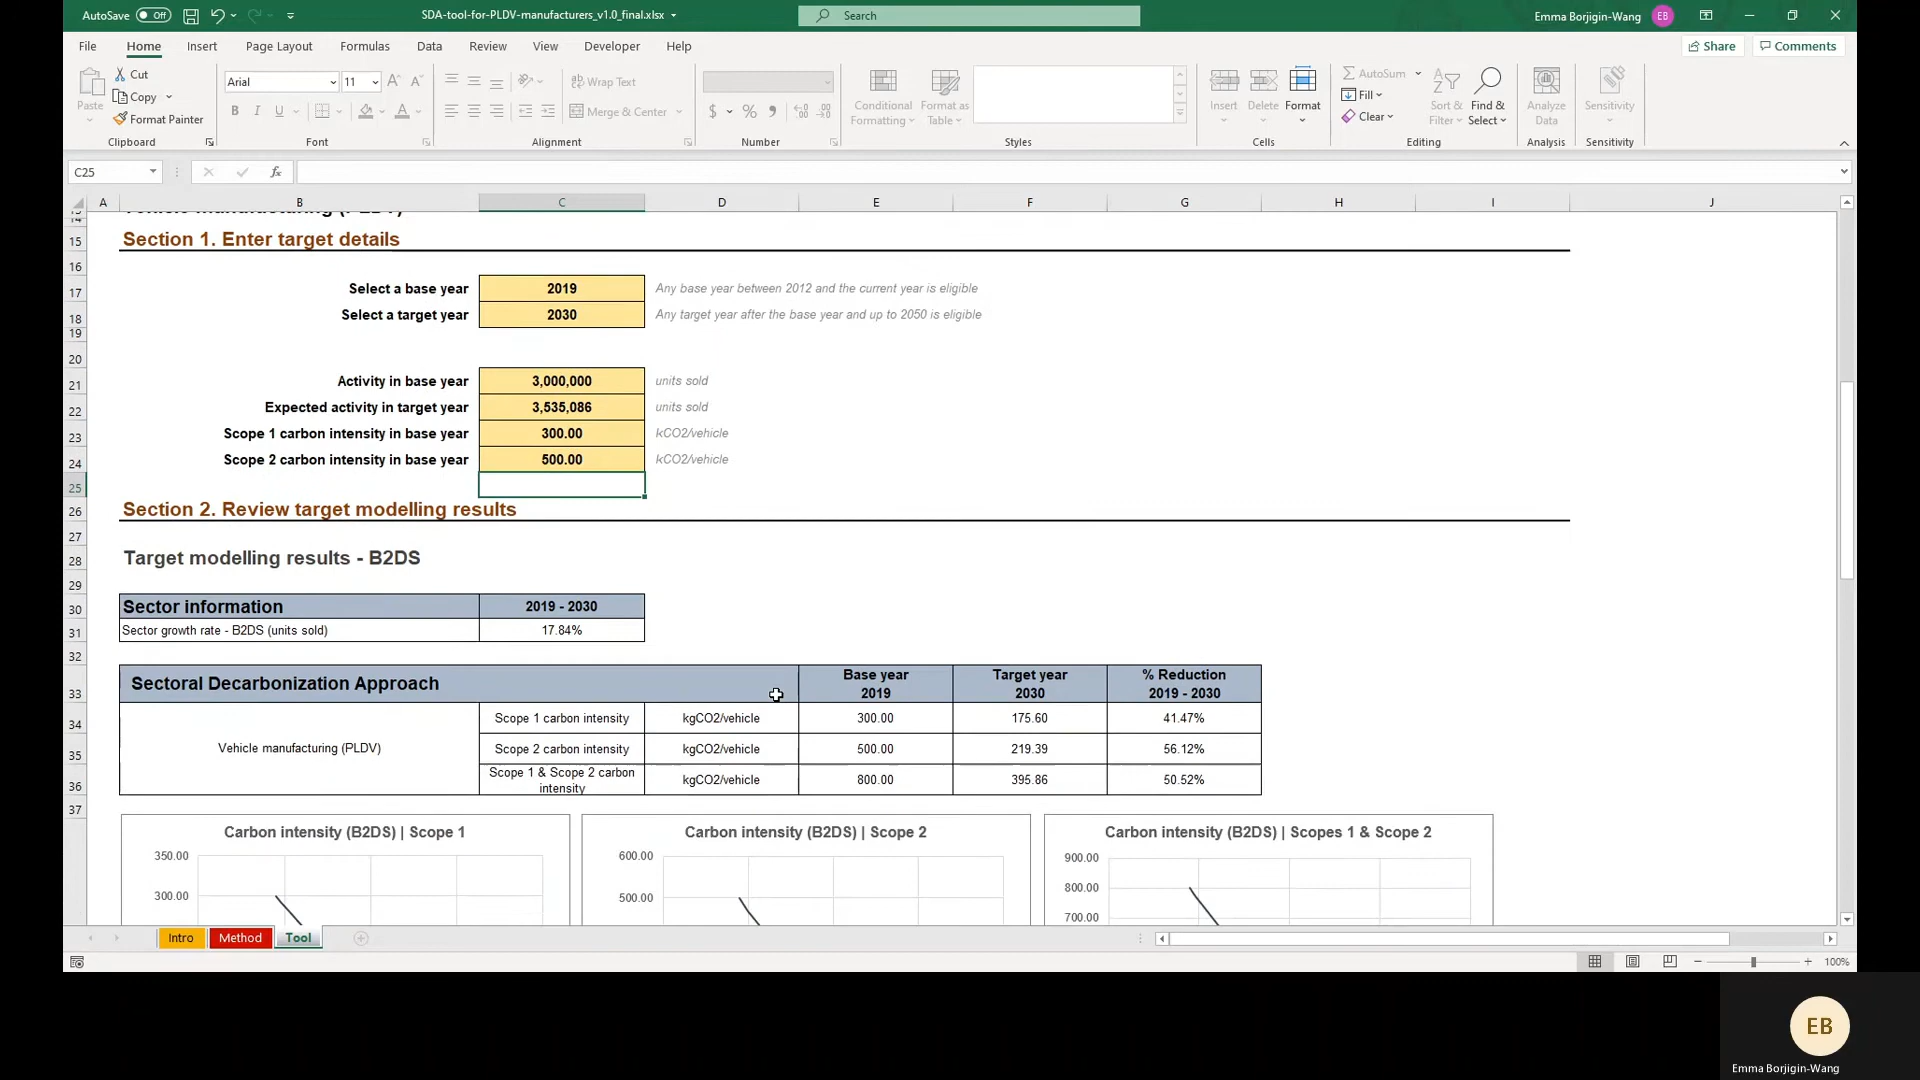 AutoSave Off SDA-tool-for-PLDV-manufacturers_v1.0_final.xlsx Search Emma Borjigin-Wang EB
File Home Insert Page Layout Formulas Data Review View Developer Help Share Comments
Paste Cut Copy Format Painter
Arial 11
B I U
Wrap Text
Merge & Center
$ % ,
Conditional Formatting
Format as Table
Insert Delete Format
AutoSum Fill Clear
Sort & Filter
Find & Select
Analyze Data
Sensitivity
Clipboard Font Alignment Number Styles Cells Editing Analysis Sensitivity
C25 fx
A B C D E F G H I J
Vehicle manufacturing (PLDV)
14
15 Section 1. Enter target details
16
17 Select a base year 2019 Any base year between 2012 and the current year is eligible
18 Select a target year 2030 Any target year after the base year and up to 2050 is eligible
19
20
21 Activity in base year 3,000,000 units sold
22 Expected activity in target year 3,535,086 units sold
23 Scope 1 carbon intensity in base year 300.00 kCO2/vehicle
24 Scope 2 carbon intensity in base year 500.00 kCO2/vehicle
25
26 Section 2. Review target modelling results
27
28 Target modelling results - B2DS
29
30 Sector information 2019 - 2030
31 Sector growth rate - B2DS (units sold) 17.84%
32
33 Sectoral Decarbonization Approach Base year 2019 Target year 2030 % Reduction 2019 - 2030
34 Scope 1 carbon intensity kgCO2/vehicle 300.00 175.60 41.47%
35 Vehicle manufacturing (PLDV) Scope 2 carbon intensity kgCO2/vehicle 500.00 219.39 56.12%
36 Scope 1 & Scope 2 carbon intensity kgCO2/vehicle 800.00 395.86 50.52%
37
Carbon intensity (B2DS) | Scope 1 Carbon intensity (B2DS) | Scope 2 Carbon intensity (B2DS) | Scopes 1 & Scope 2
350.00 600.00 900.00
300.00 500.00 800.00
700.00
Intro Method Tool
100%
EB
Emma Borjigin-Wang